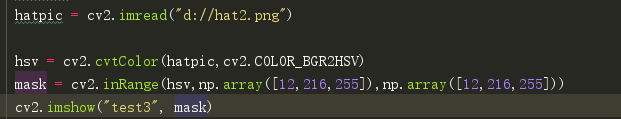 hatpic = cv2.imread("d://hat2.png")
hsv = cv2.cvtColor(hatpic,cv2.COLOR_BGR2HSV)
mask = cv2.inRange(hsv,np.array([12,216,255]),np.array([12,216,255]))
cv2.imshow("test3", mask)